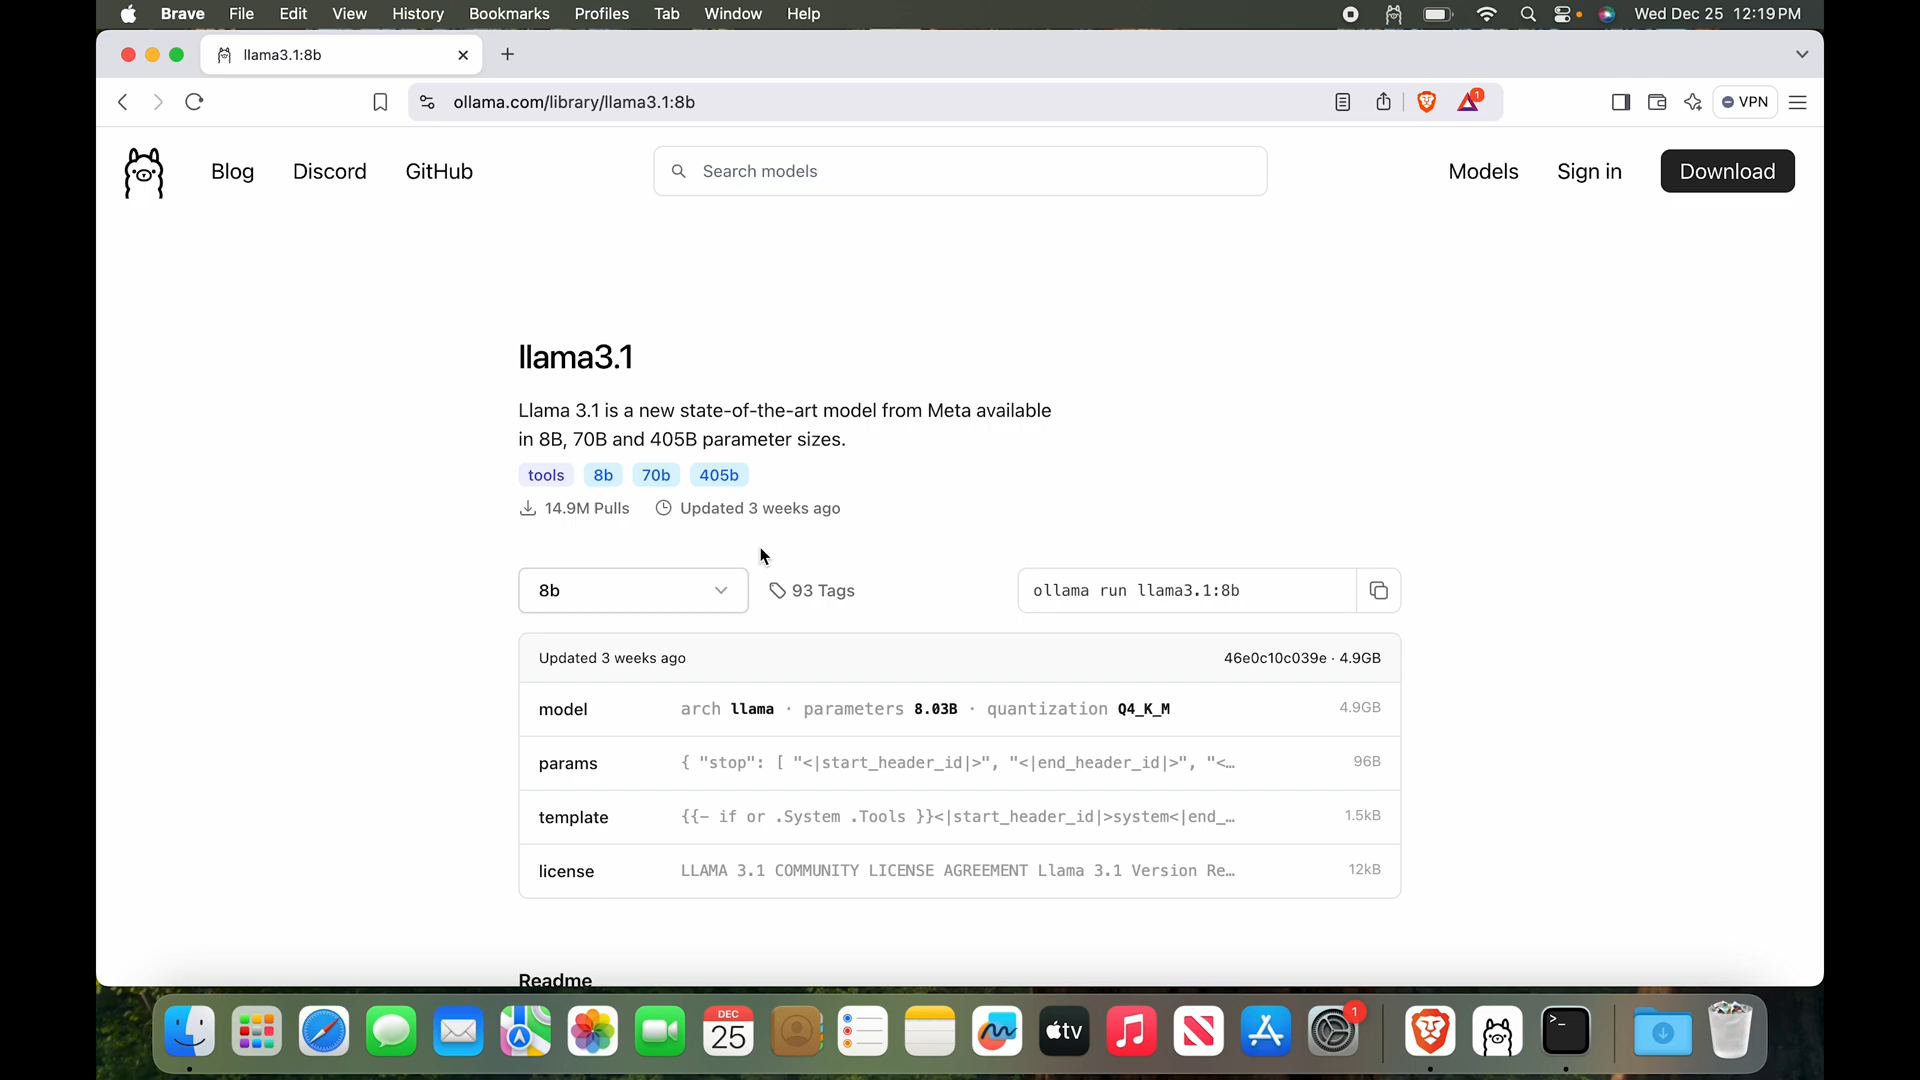 Brave File Edit View History Bookmarks Profiles Tab Window Help Wed Dec 25 12:19 PM
llama3.1:8b
ollama.com/library/llama3.1:8b 1 VPN
Blog Discord GitHub Search models Models Sign in Download
llama3.1
Llama 3.1 is a new state-of-the-art model from Meta available
in 8B, 70B and 405B parameter sizes.
tools 8b 70b 405b
14.9M Pulls Updated 3 weeks ago
8b 93 Tags ollama run llama3.1:8b
Updated 3 weeks ago 46e0c10c039e · 4.9GB
model arch llama · parameters 8.03B · quantization Q4_K_M 4.9GB
params { "stop": [ "<|start_header_id|>", "<|end_header_id|>", "<… 96B
template {{- if or .System .Tools }}<|start_header_id|>system<|end_… 1.5kB
license LLAMA 3.1 COMMUNITY LICENSE AGREEMENT Llama 3.1 Version Re… 12kB
Readme
DEC
25
tv
1
>_